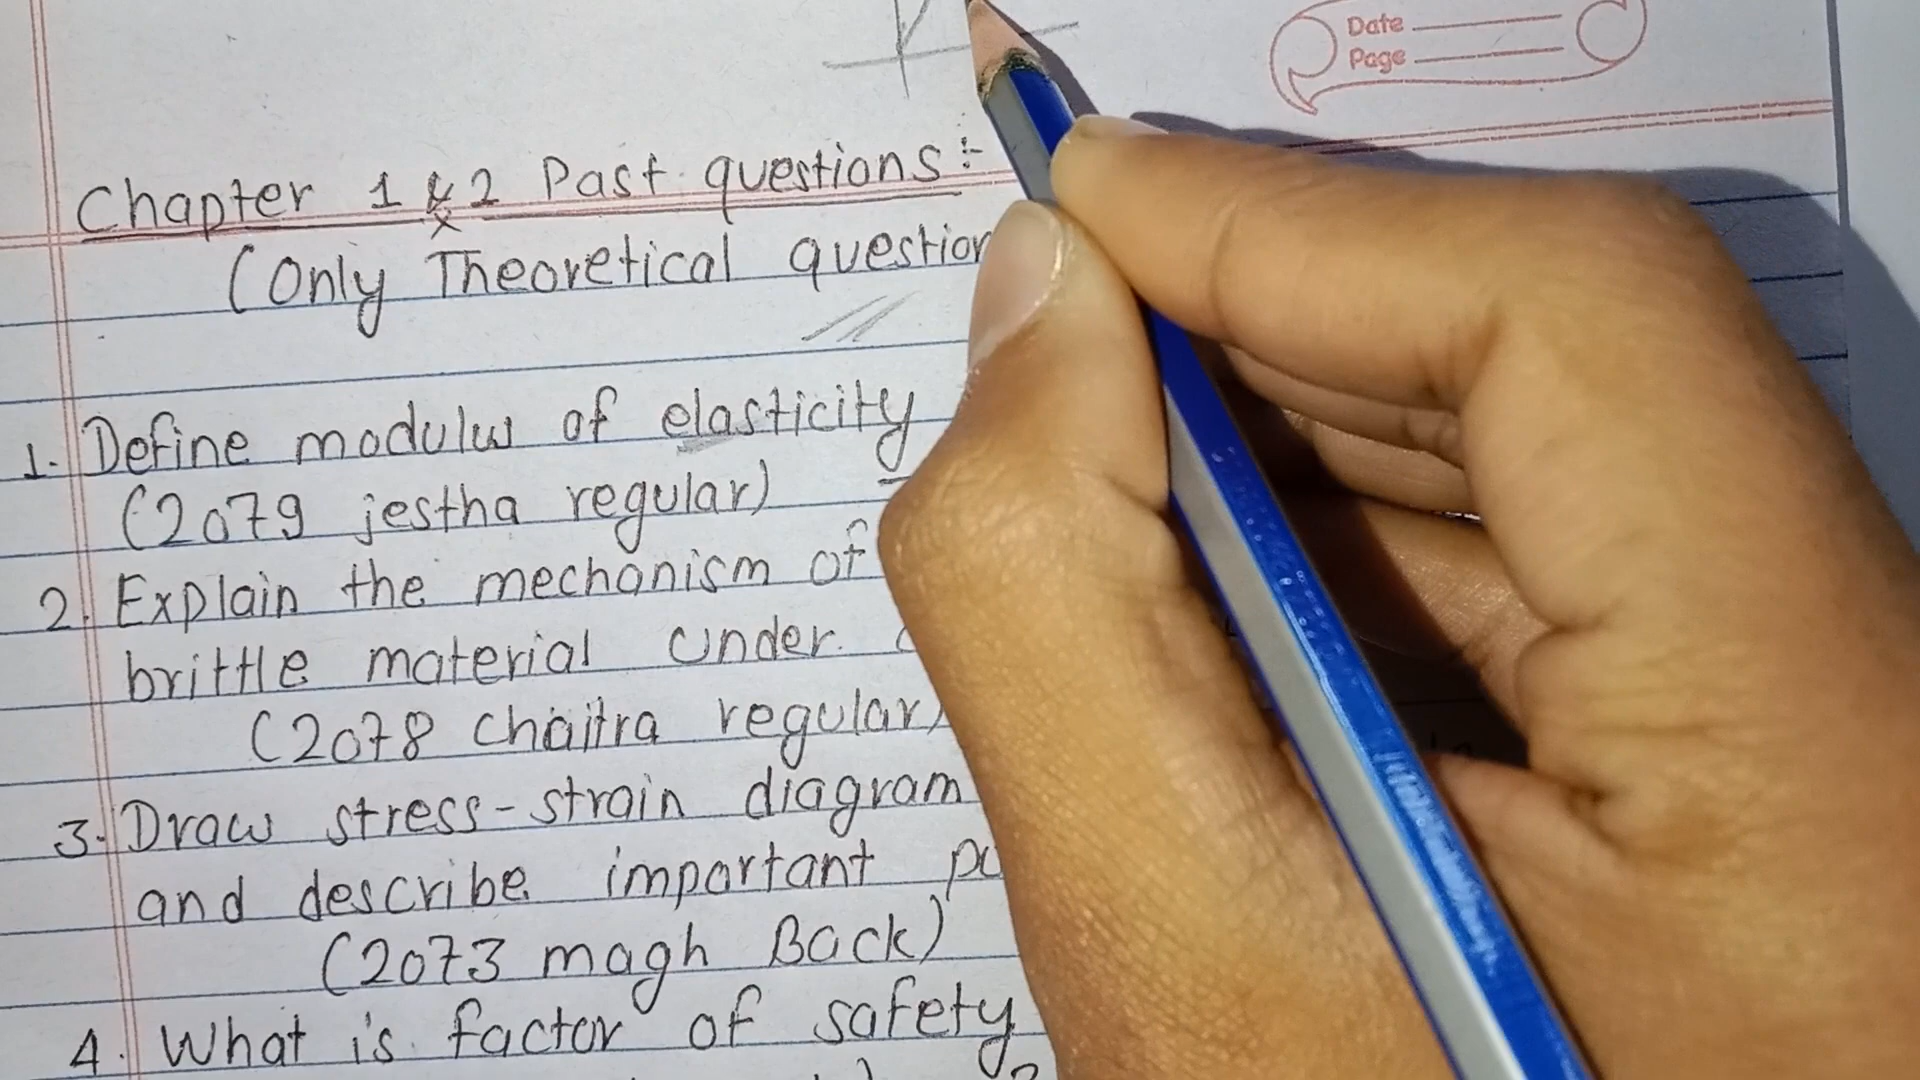 Date
Page
Chapter 1 & 2 Past questions :-
(Only Theoretical question
1. Define modulus of elasticity
(2079 jestha regular)
2. Explain the mechanism of
brittle material under
(2078 chaitra regular)
3. Draw stress-strain diagram
and describe important
(2073 magh Back)
4. What is factor of safety